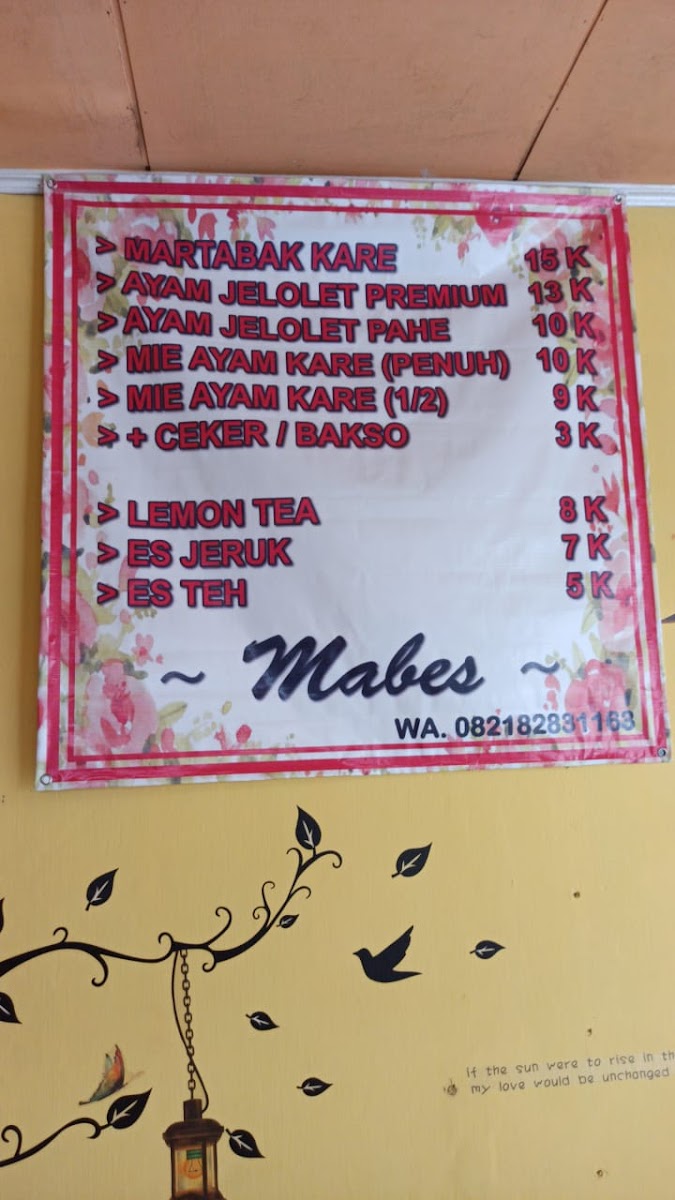 > MARTABAK KARE 15 K
> AYAM JELOLET PREMIUM 13 K
> AYAM JELOLET PAHE 10 K
> MIE AYAM KARE (PENUH) 10 K
> MIE AYAM KARE (1/2) 9 K
> + CEKER / BAKSO 3 K
> LEMON TEA 8 K
> ES JERUK 7 K
> ES TEH 5 K
~ Mabes ~
WA. 082182831163
If the sun were to rise in th
my love would be unchanged